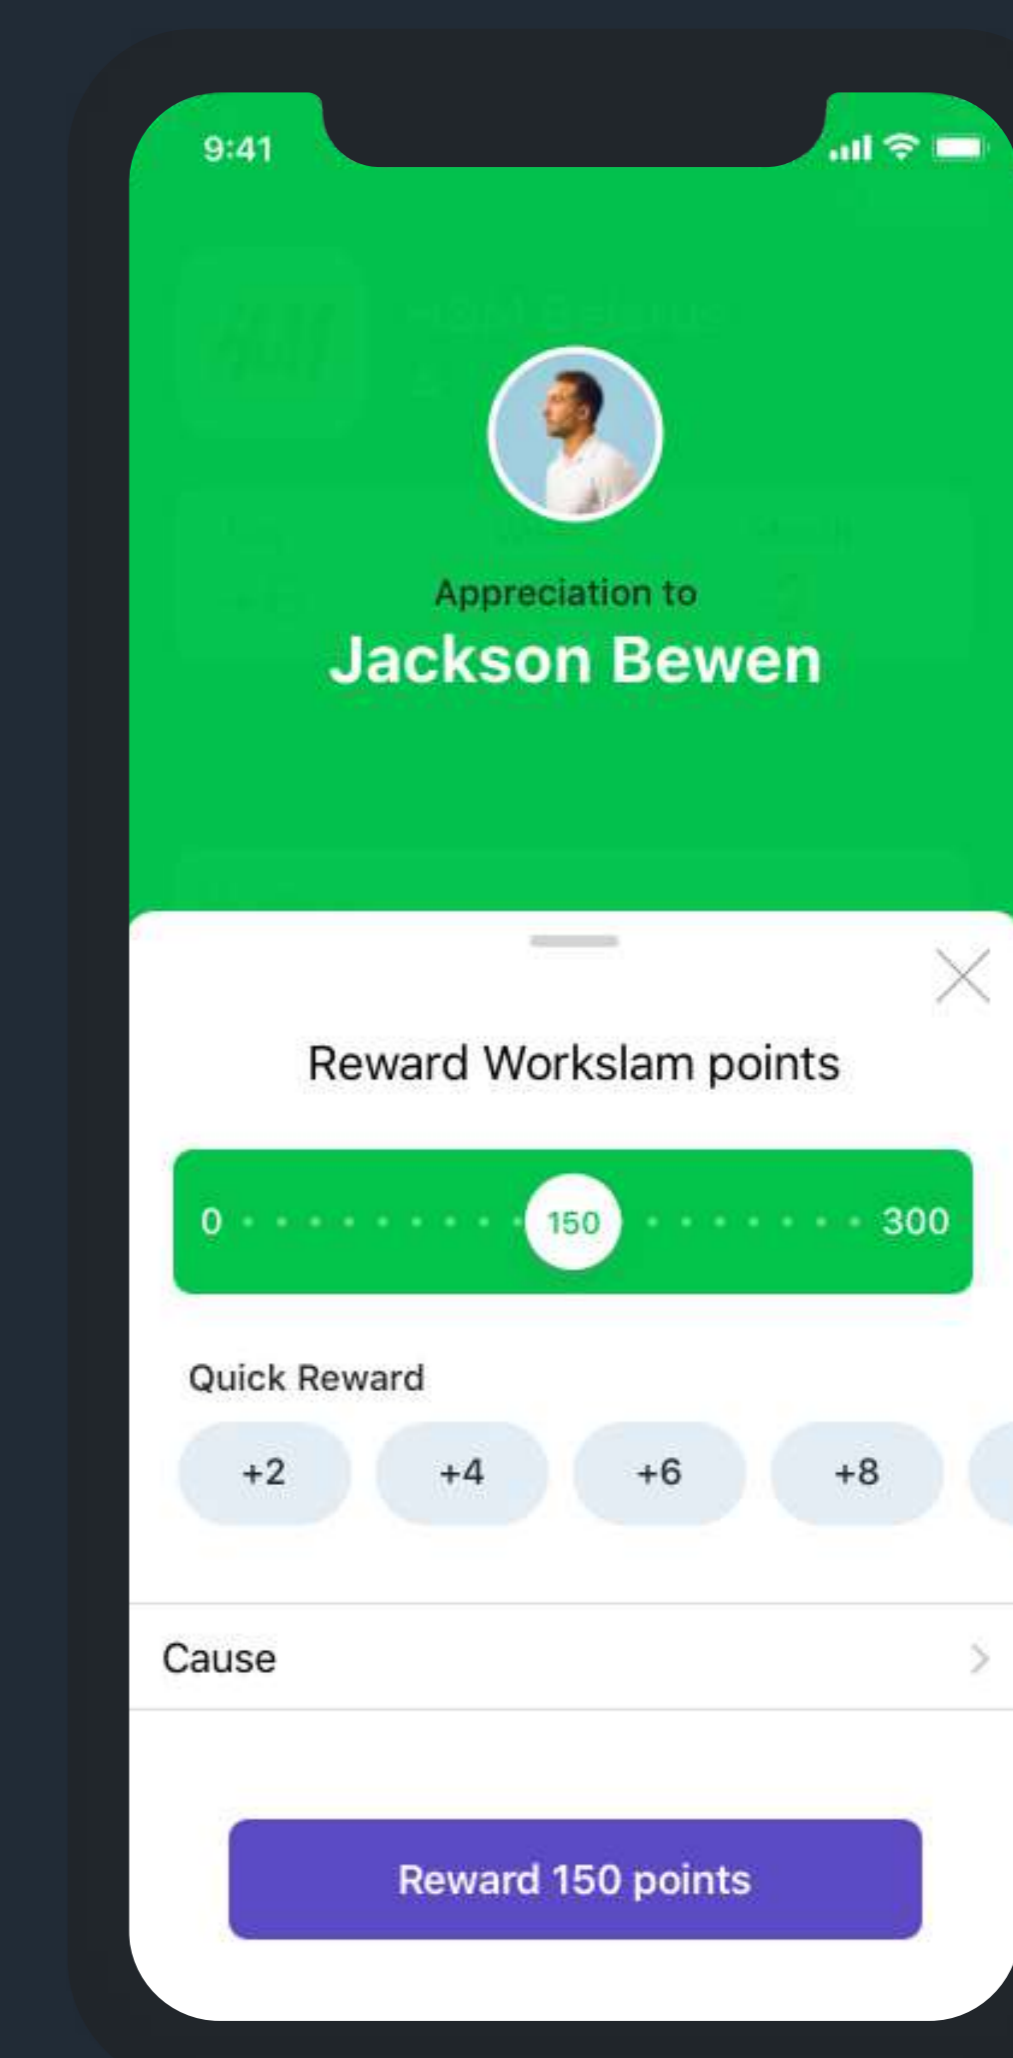 9:41
Appreciation to
Jackson Bewen
Reward Workslam points
0 150 300
Quick Reward
+2 +4 +6 +8
Cause
Reward 150 points